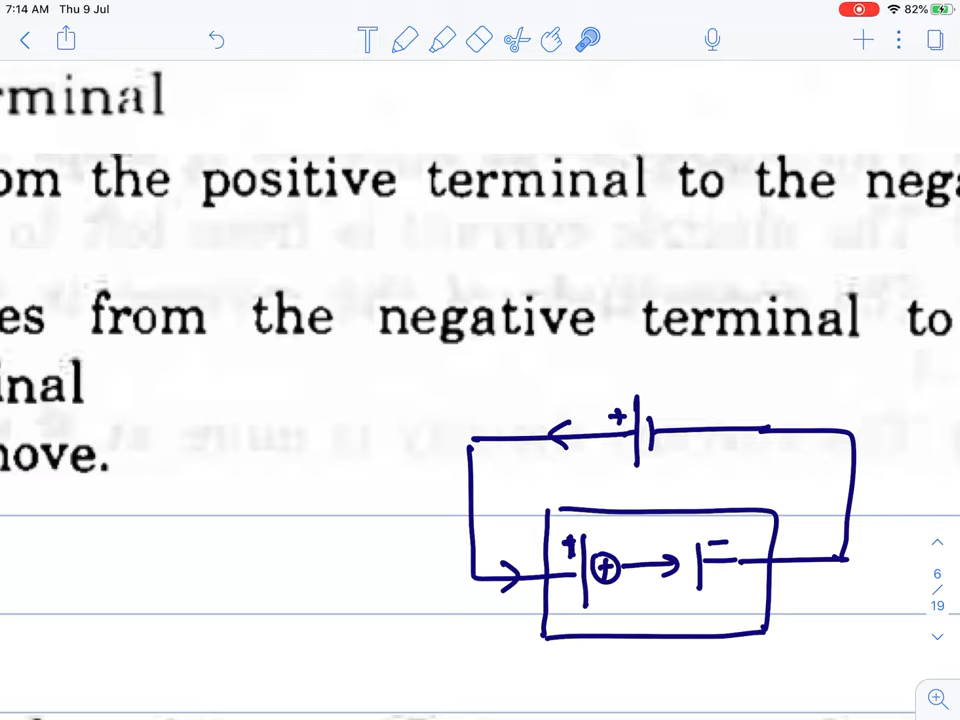 7:14 AM Thu 9 Jul
82%
T
rminal
om the positive terminal to the nega
es from the negative terminal to
inal
nove.
+
+
+
−
6
/
19